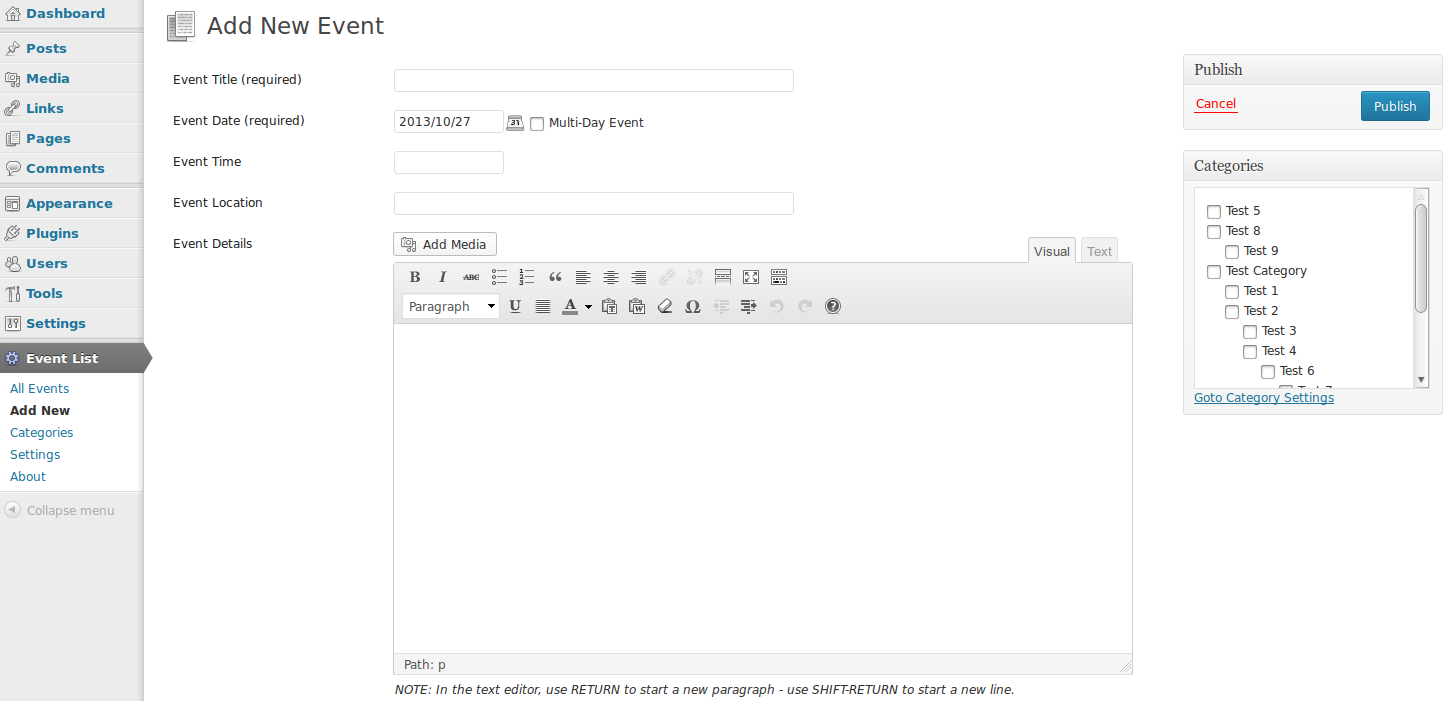 Dashboard
Posts
Media
Links
Pages
Comments
Appearance
Plugins
Users
Tools
Settings
Event List
All Events
Add New
Categories
Settings
About
Collapse menu
Add New Event
Event Title (required)
Event Date (required)
2013/10/27
31
Multi-Day Event
Event Time
Event Location
Event Details
Add Media
Visual
Text
B I ABC
Paragraph
U A
Path: p
NOTE: In the text editor, use RETURN to start a new paragraph - use SHIFT-RETURN to start a new line.
Publish
Cancel
Publish
Categories
Test 5
Test 8
Test 9
Test Category
Test 1
Test 2
Test 3
Test 4
Test 6
Goto Category Settings